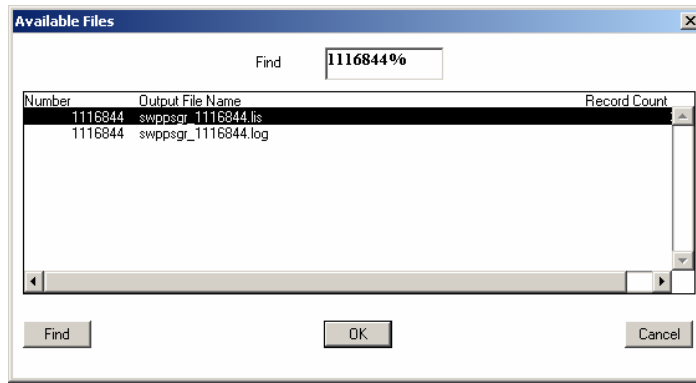 Available Files
Find 1116844%
Number Output File Name Record Count
1116844 swppsgr_1116844.lis
1116844 swppsgr_1116844.log
Find OK Cancel